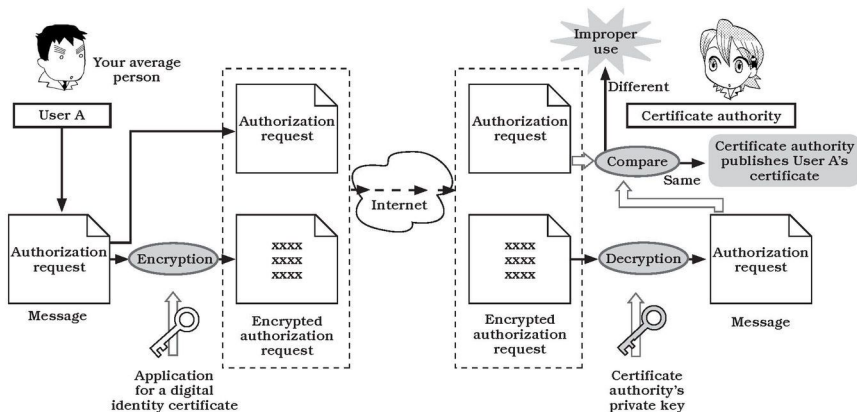 Your average
person
User A
Authorization
request
Message
Encryption
Application
for a digital
identity certificate
Authorization
request
xxxx
xxxx
xxxx
Encrypted
authorization
request
Internet
Authorization
request
xxxx
xxxx
xxxx
Encrypted
authorization
request
Improper
use
Different
Certificate authority
Compare
Same
Certificate authority
publishes User A's
certificate
Decryption
Certificate
authority's
private key
Authorization
request
Message